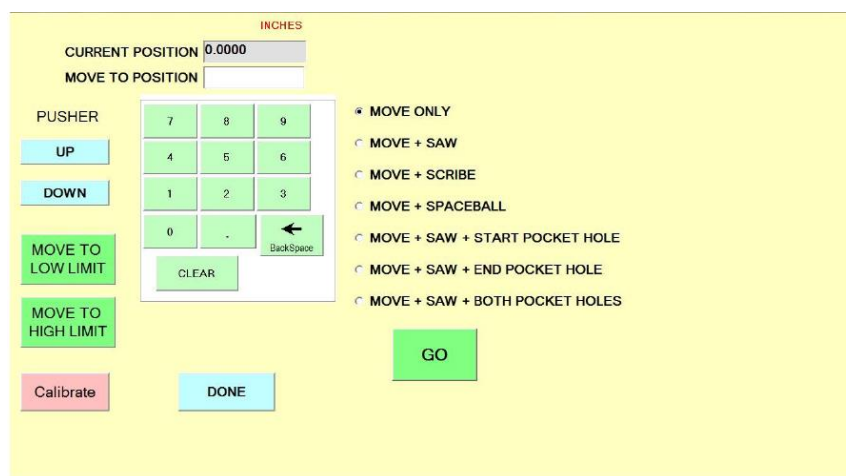 INCHES
CURRENT POSITION 0.0000
MOVE TO POSITION
PUSHER
UP
DOWN
MOVE TO
LOW LIMIT
MOVE TO
HIGH LIMIT
Calibrate
7 8 9
4 5 6
1 2 3
0 . BackSpace
CLEAR
DONE
MOVE ONLY
MOVE + SAW
MOVE + SCRIBE
MOVE + SPACEBALL
MOVE + SAW + START POCKET HOLE
MOVE + SAW + END POCKET HOLE
MOVE + SAW + BOTH POCKET HOLES
GO